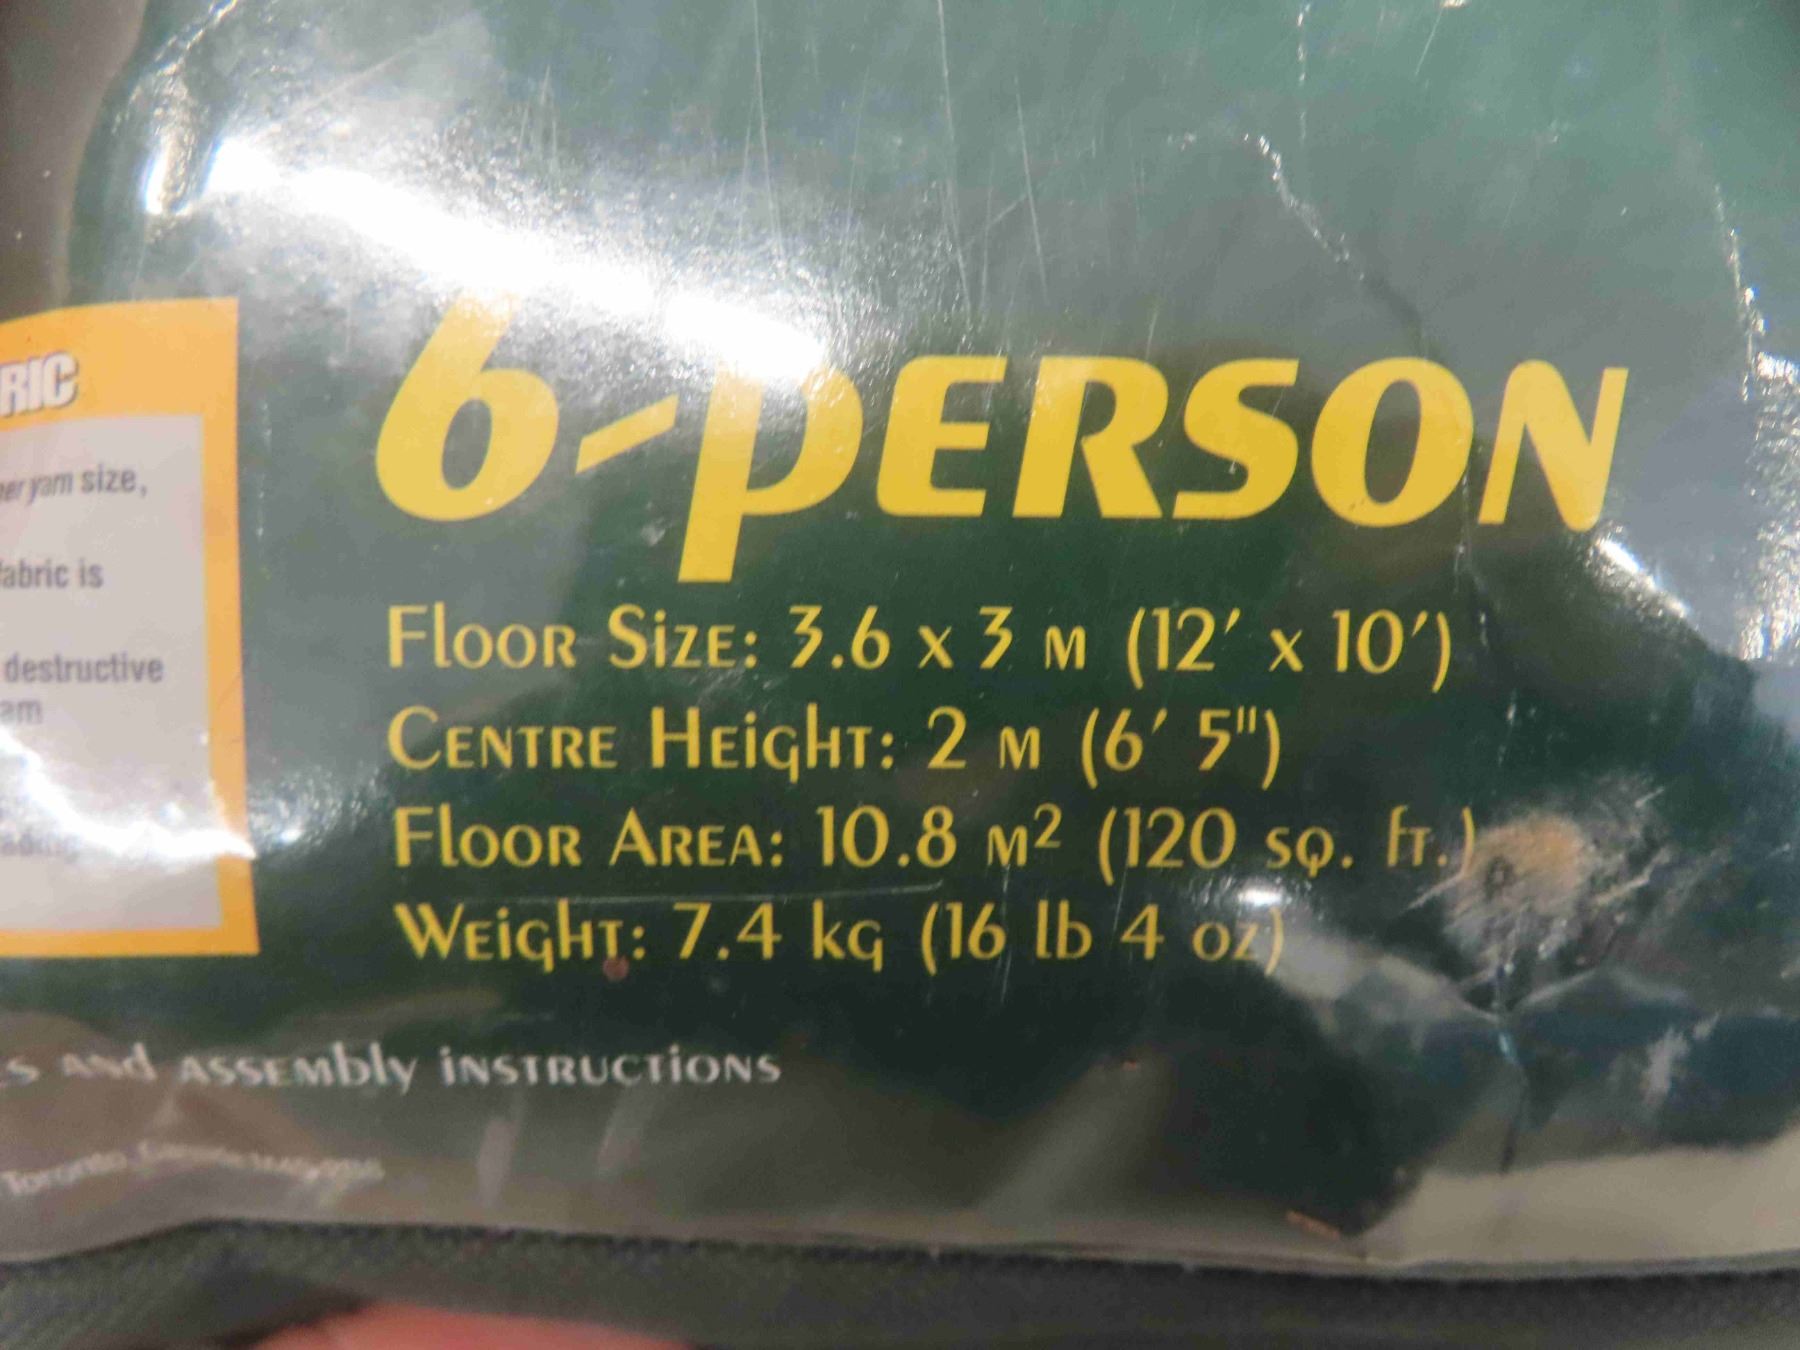 RIC
yarn size,
fabric is
destructive
6-PERSON
Floor Size: 3.6 x 3 m (12' x 10')
Centre Height: 2 m (6' 5")
Floor Area: 10.8 m² (120 sq. ft.)
Weight: 7.4 kg (16 lb 4 oz)
and assembly instructions
Toronto,